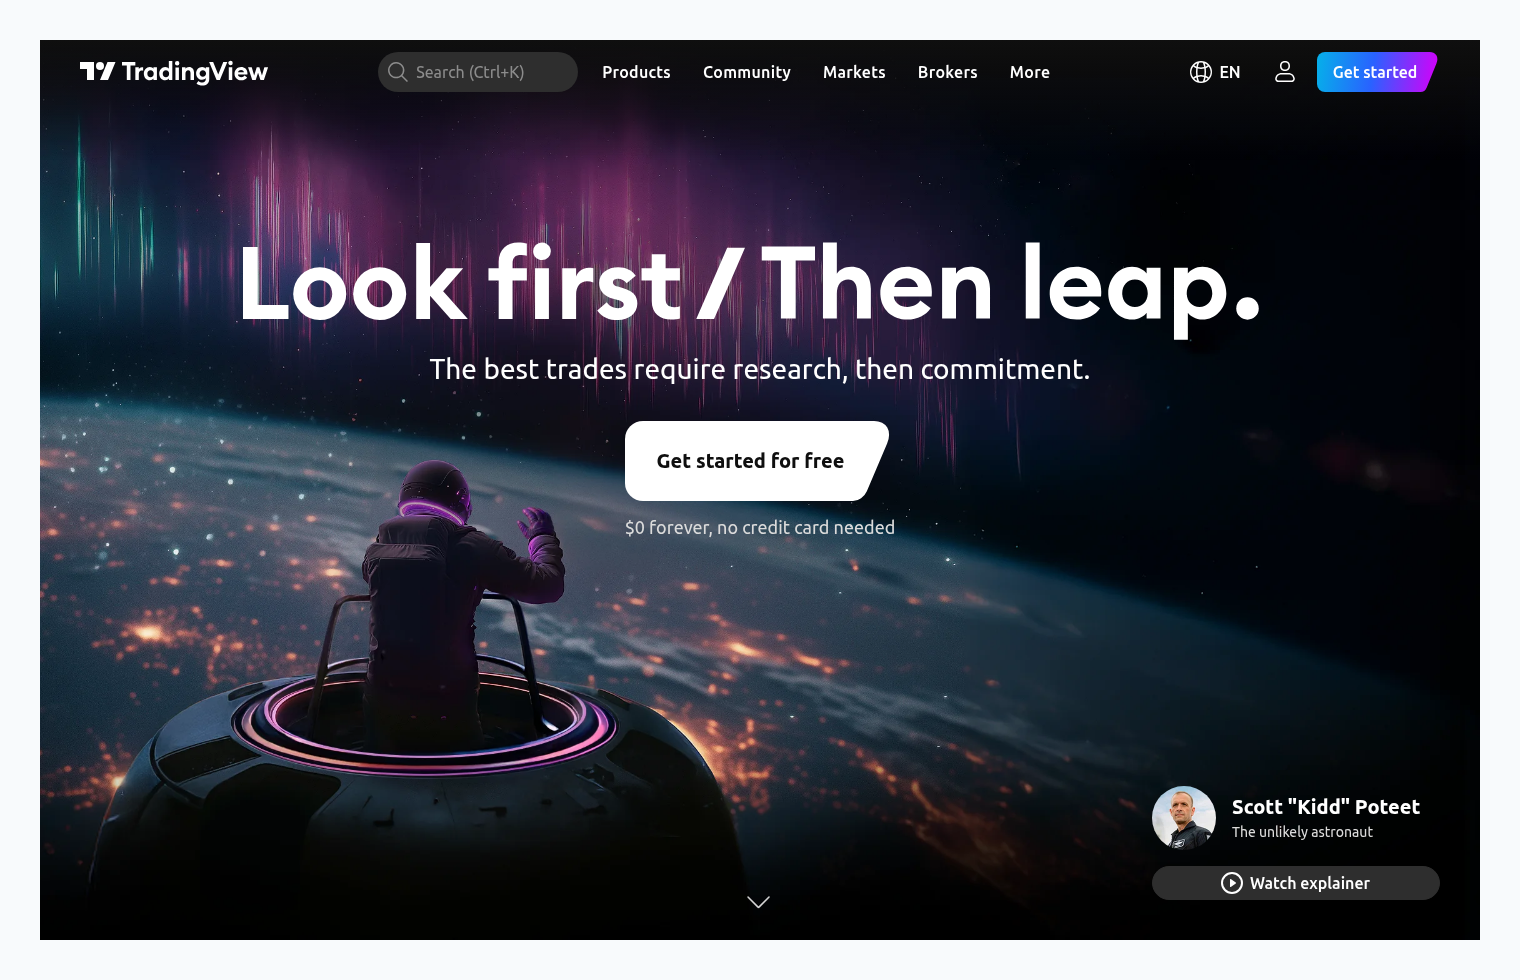 TradingView
Search (Ctrl+K)
Products
Community
Markets
Brokers
More
EN
Get started
Look first / Then leap.
The best trades require research, then commitment.
Get started for free
$0 forever, no credit card needed
Scott "Kidd" Poteet
The unlikely astronaut
Watch explainer